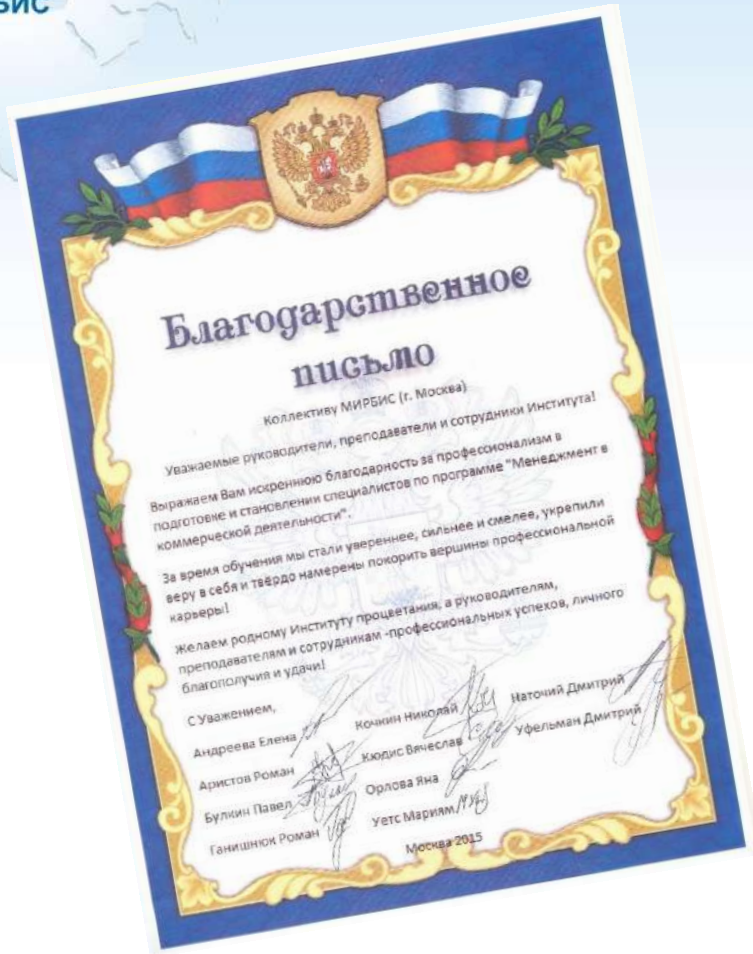 Благодарственное
письмо
Коллективу МИРБИС (г. Москва)
Уважаемые руководители, преподаватели и сотрудники Института!
Выражаем Вам искреннюю благодарность за профессионализм в
подготовке и становлении специалистов по программе "Менеджмент в
коммерческой деятельности".
За время обучения мы стали увереннее, сильнее и смелее, укрепили
веру в себя и твёрдо намерены покорить вершины профессиональной
карьеры!
Желаем родному Институту процветания, а руководителям,
преподавателям и сотрудникам -профессиональных успехов, личного
благополучия и удачи!
С Уважением,
Андреева Елена Кочкин Николай Наточий Дмитрий
Аристов Роман Кюдис Вячеслав Уфельман Дмитрий
Булкин Павел Орлова Яна
Ганишнюк Роман Уетс Мариям
Москва 2015